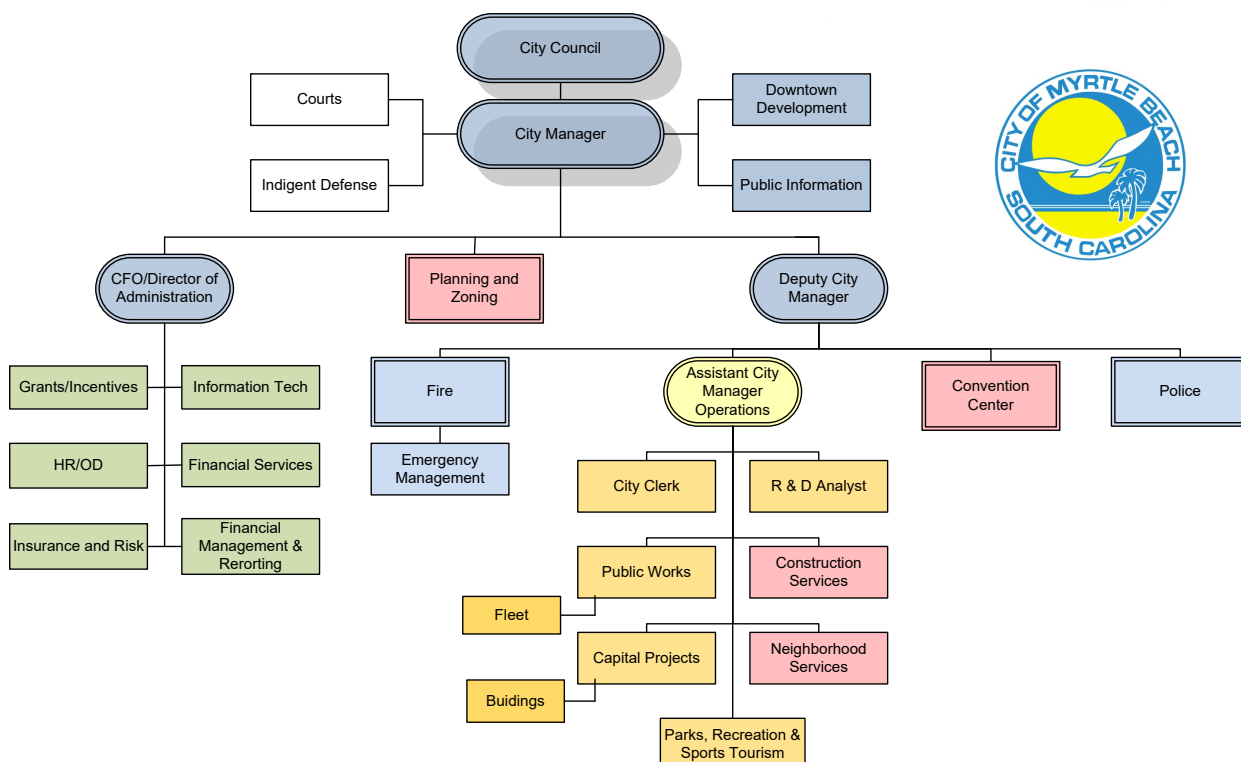 City Council
Courts
City Manager
Downtown
Development
Indigent Defense
Public Information
CITY OF MYRTLE BEACH
SOUTH CAROLINA
CFO/Director of
Administration
Planning and
Zoning
Deputy City
Manager
Grants/Incentives
Information Tech
Fire
Assistant City
Manager
Operations
Convention
Center
Police
HR/OD
Financial Services
Emergency
Management
City Clerk
R & D Analyst
Insurance and Risk
Financial
Management &
Rerorting
Public Works
Construction
Services
Fleet
Capital Projects
Neighborhood
Services
Buidings
Parks, Recreation &
Sports Tourism